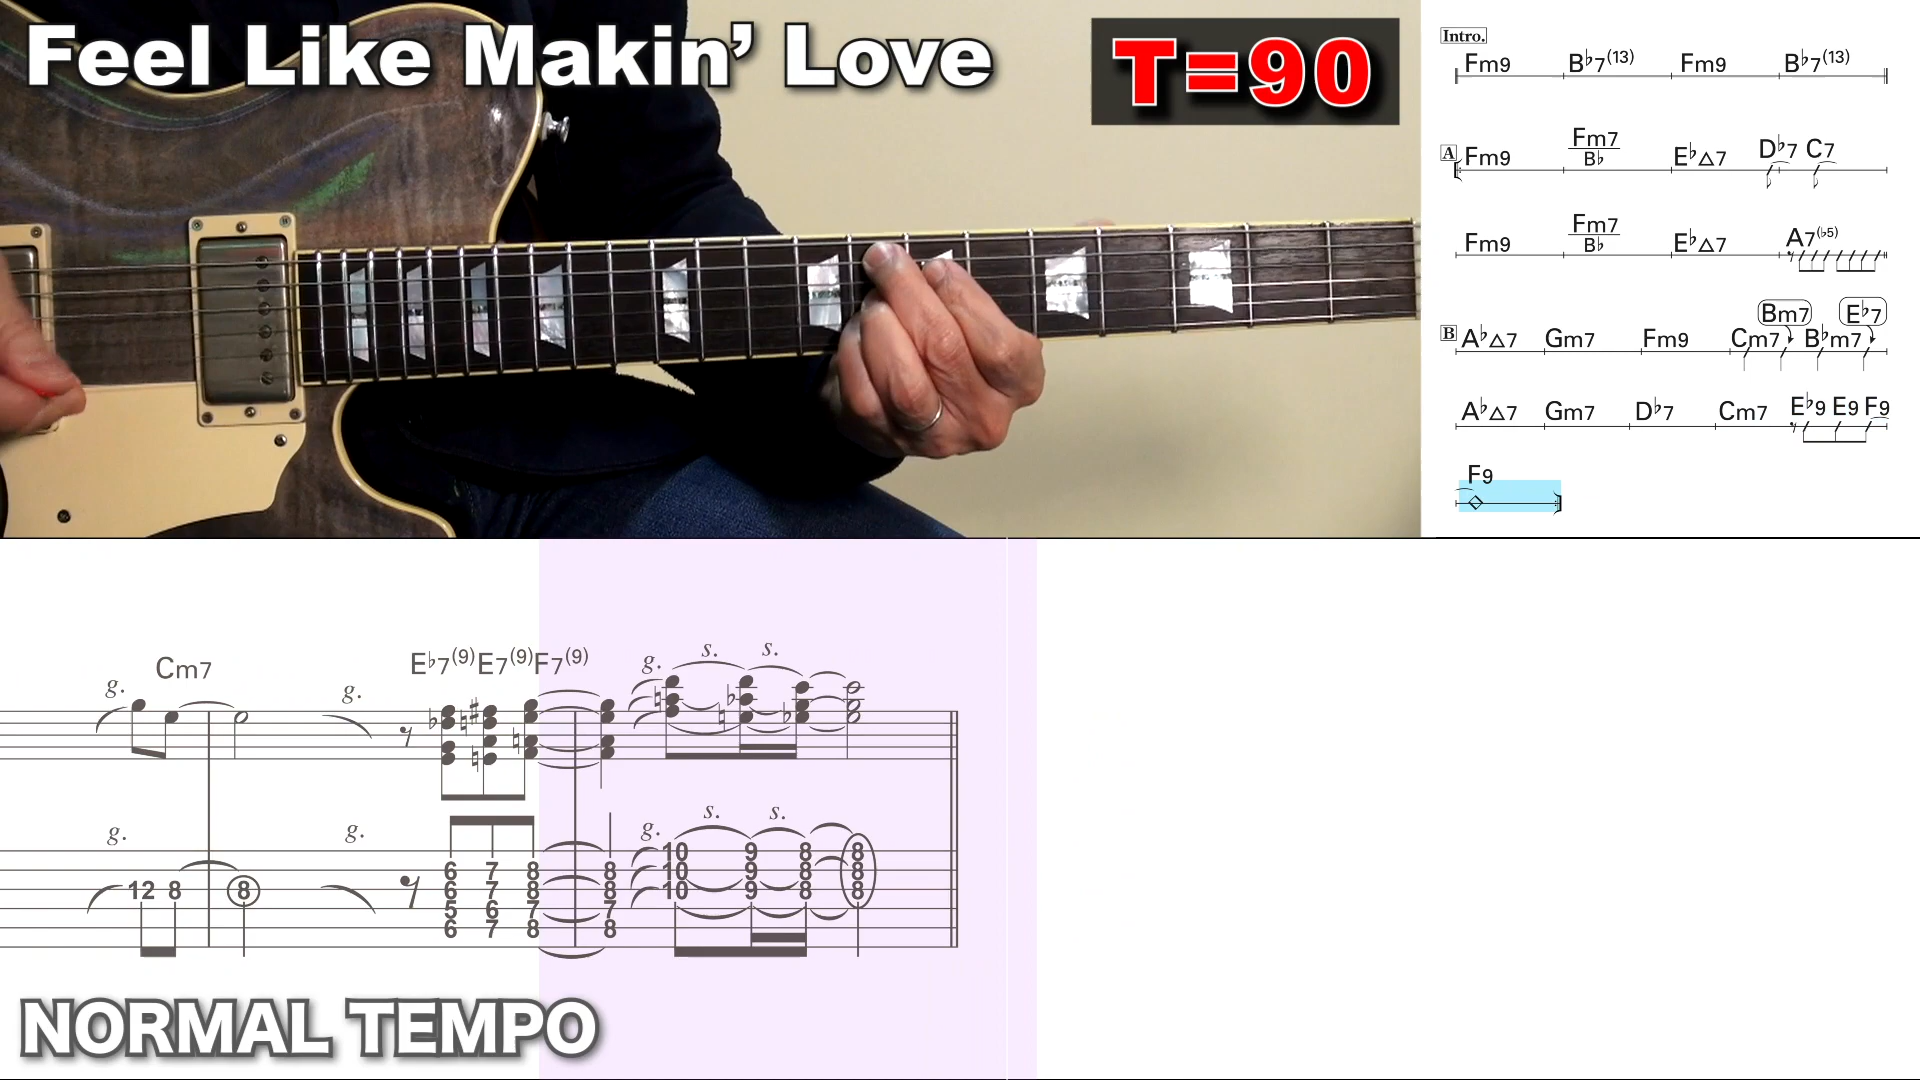 Feel Like Makin’ Love
T=90
Intro.
Fm9 B♭7(13) Fm9 B♭7(13)
A Fm9 Fm7/B♭ E♭△7 D♭7 C7
Fm9 Fm7/B♭ E♭△7 A7(♭5)
Bm7 E♭7
B A♭△7 Gm7 Fm9 Cm7 B♭m7
A♭△7 Gm7 D♭7 Cm7 E♭9 E9 F9
F9
Cm7 E♭7(9) E7(9) F7(9)
g. g. g. s. s.
g. g. g. s. s.
10 9 8 8
6 7 8 8 10 9 8 8
12 8 8 6 7 8 8 10 9 8 8
5 6 7 7
6 7 8 8
NORMAL TEMPO